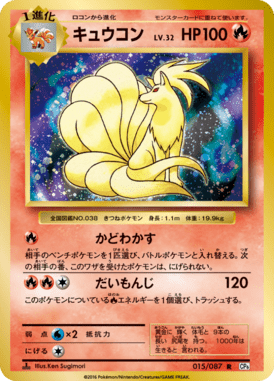 1進化
ロコンから進化
モンスターカードに重ねて使います。
キュウコン LV.32 HP100
全国図鑑NO.038 きつねポケモン 身長:1.1m 体重:19.9kg
かどわかす
相手のベンチポケモンを1匹選び、バトルポケモンと入れ替える。次の
相手の番、このワザを受けたポケモンは、にげられない。
だいもんじ 120
このポケモンについているエネルギーを1個選び、トラッシュする。
弱点 ×2 抵抗力
にげる
Illus.Ken Sugimori
015/087 R CP6
©2016 Pokémon/Nintendo/Creatures/GAME FREAK.